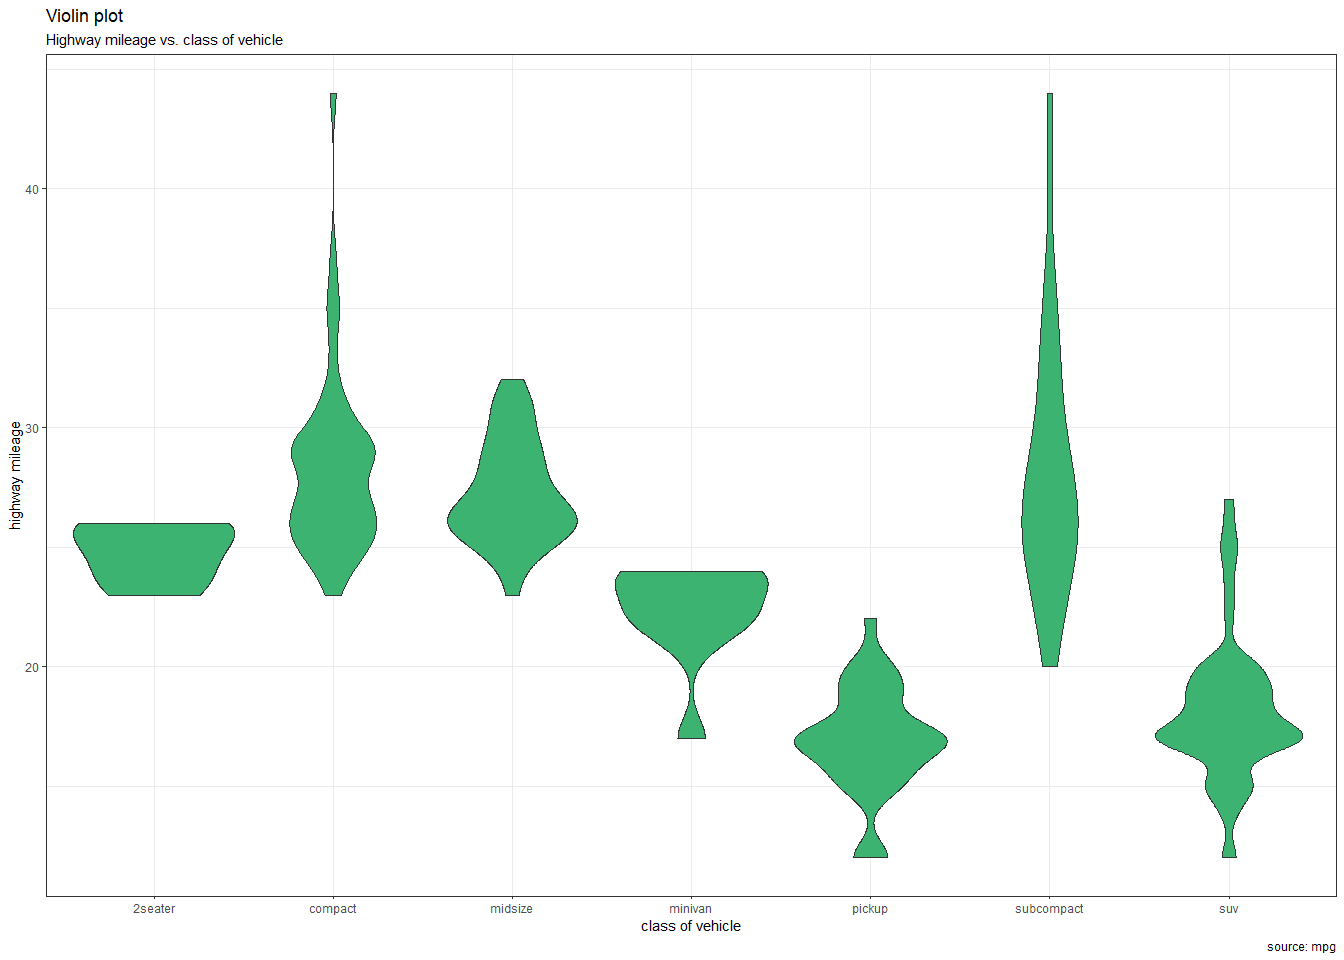 Violin plot
Highway mileage vs. class of vehicle
highway mileage
40
30
20
2seater compact midsize minivan pickup subcompact suv
class of vehicle
source: mpg